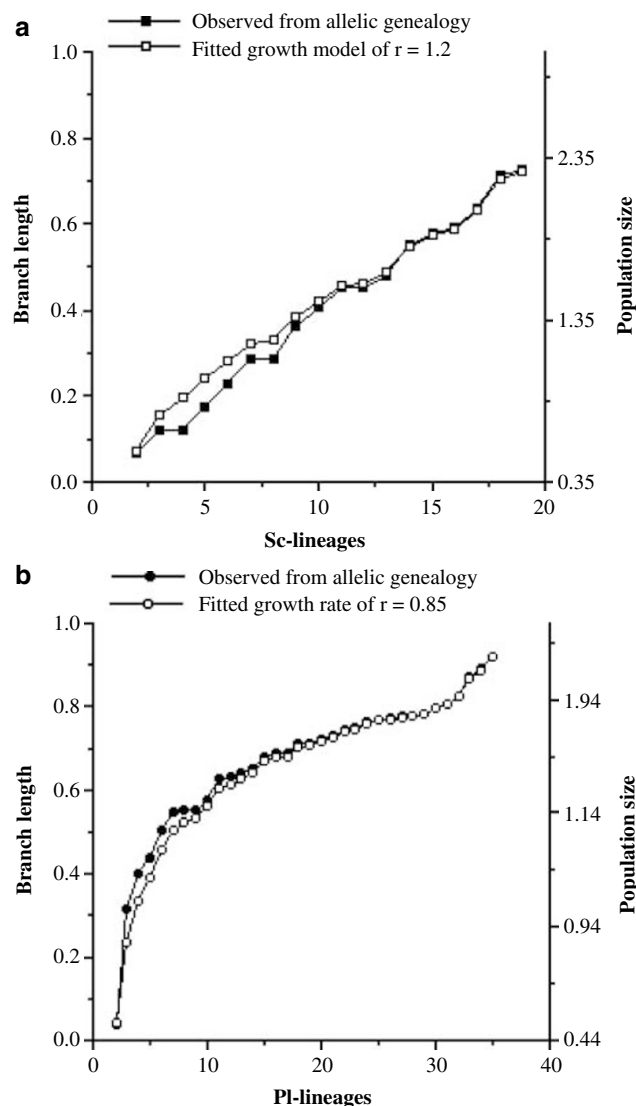 a
Observed from allelic genealogy
Fitted growth model of r = 1.2
1.0
0.8
0.6
0.4
0.2
0.0
Branch length
2.35
1.35
0.35
Population size
0 5 10 15 20
Sc-lineages
b
Observed from allelic genealogy
Fitted growth rate of r = 0.85
1.0
0.8
0.6
0.4
0.2
0.0
Branch length
1.94
1.14
0.94
0.44
Population size
0 10 20 30 40
Pl-lineages